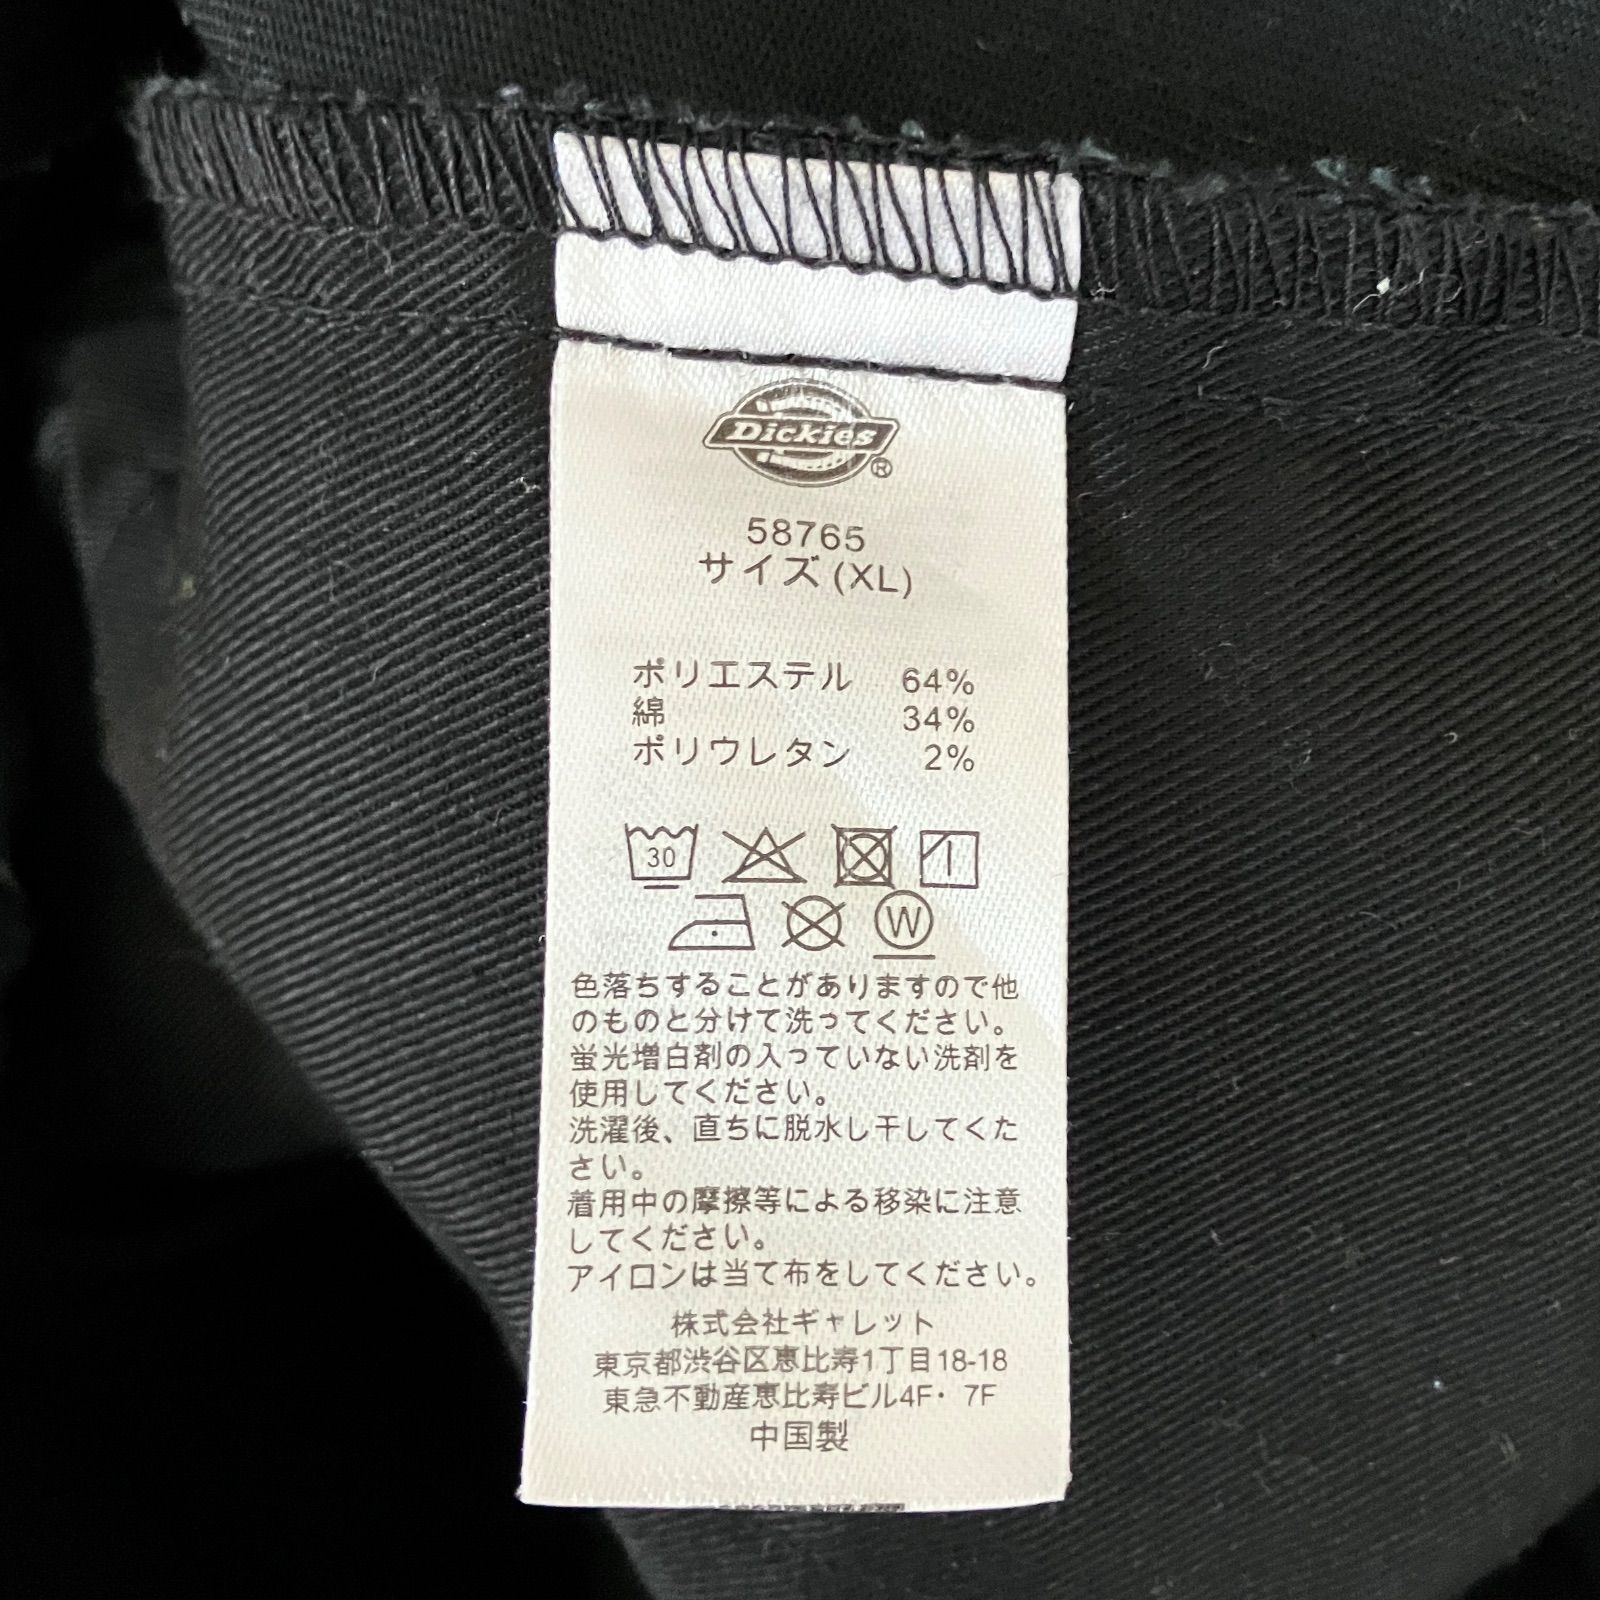 Dickies ®
58765
サイズ (XL)
ポリエステル 64%
綿 34%
ポリウレタン 2%
30
W
色落ちすることがありますので他
のものと分けて洗ってください。
蛍光増白剤の入っていない洗剤を
使用してください。
洗濯後、直ちに脱水し干してくだ
さい。
着用中の摩擦等による移染に注意
してください。
アイロンは当て布をしてください。
株式会社ギャレット
東京都渋谷区恵比寿1丁目18-18
東急不動産恵比寿ビル4F・7F
中国製